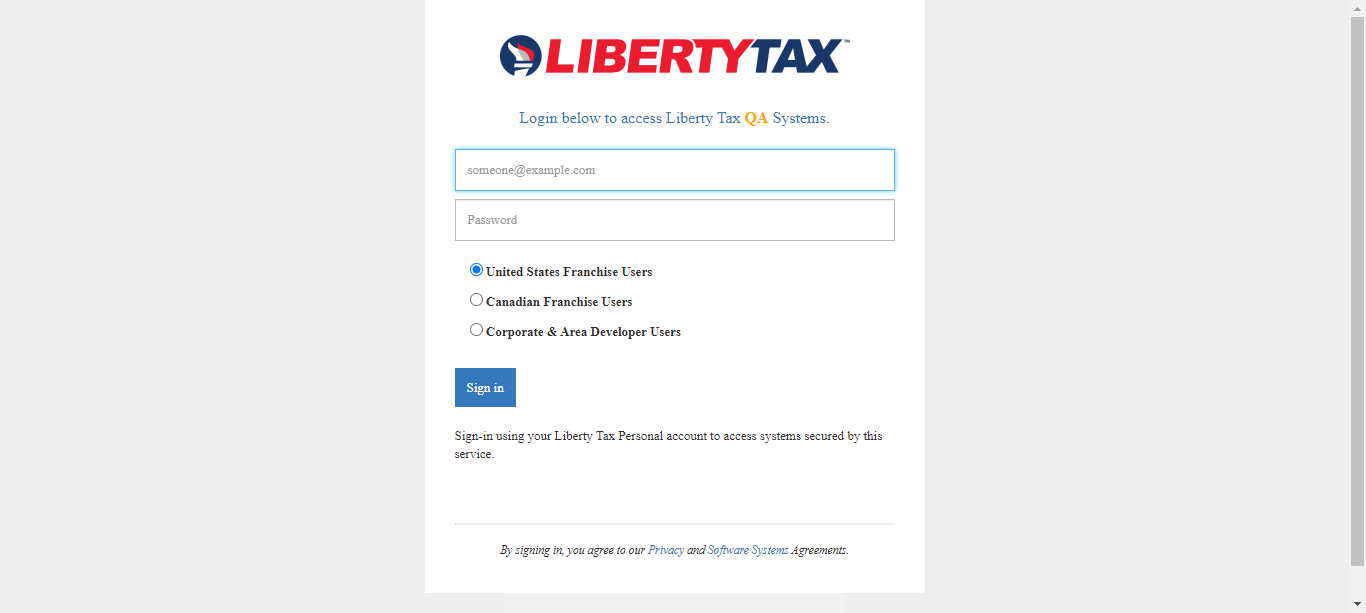 LIBERTYTAX™
Login below to access Liberty Tax QA Systems.
someone@example.com
Password
United States Franchise Users
Canadian Franchise Users
Corporate & Area Developer Users
Sign in
Sign-in using your Liberty Tax Personal account to access systems secured by this
service.
By signing in, you agree to our Privacy and Software Systems Agreements.